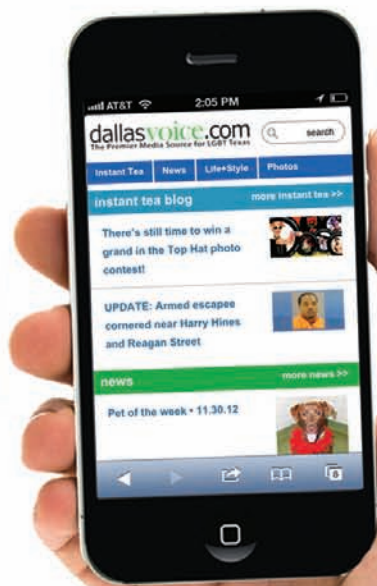 AT&T 2:05 PM
dallasvoice.com search
The Premier Media Source for LGBT Texas
Instant Tea News Life+Style Photos
instant tea blog more instant tea >>
There's still time to win a
grand in the Top Hat photo
contest!
UPDATE: Armed escapee
cornered near Harry Hines
and Reagan Street
news more news >>
Pet of the week • 11.30.12